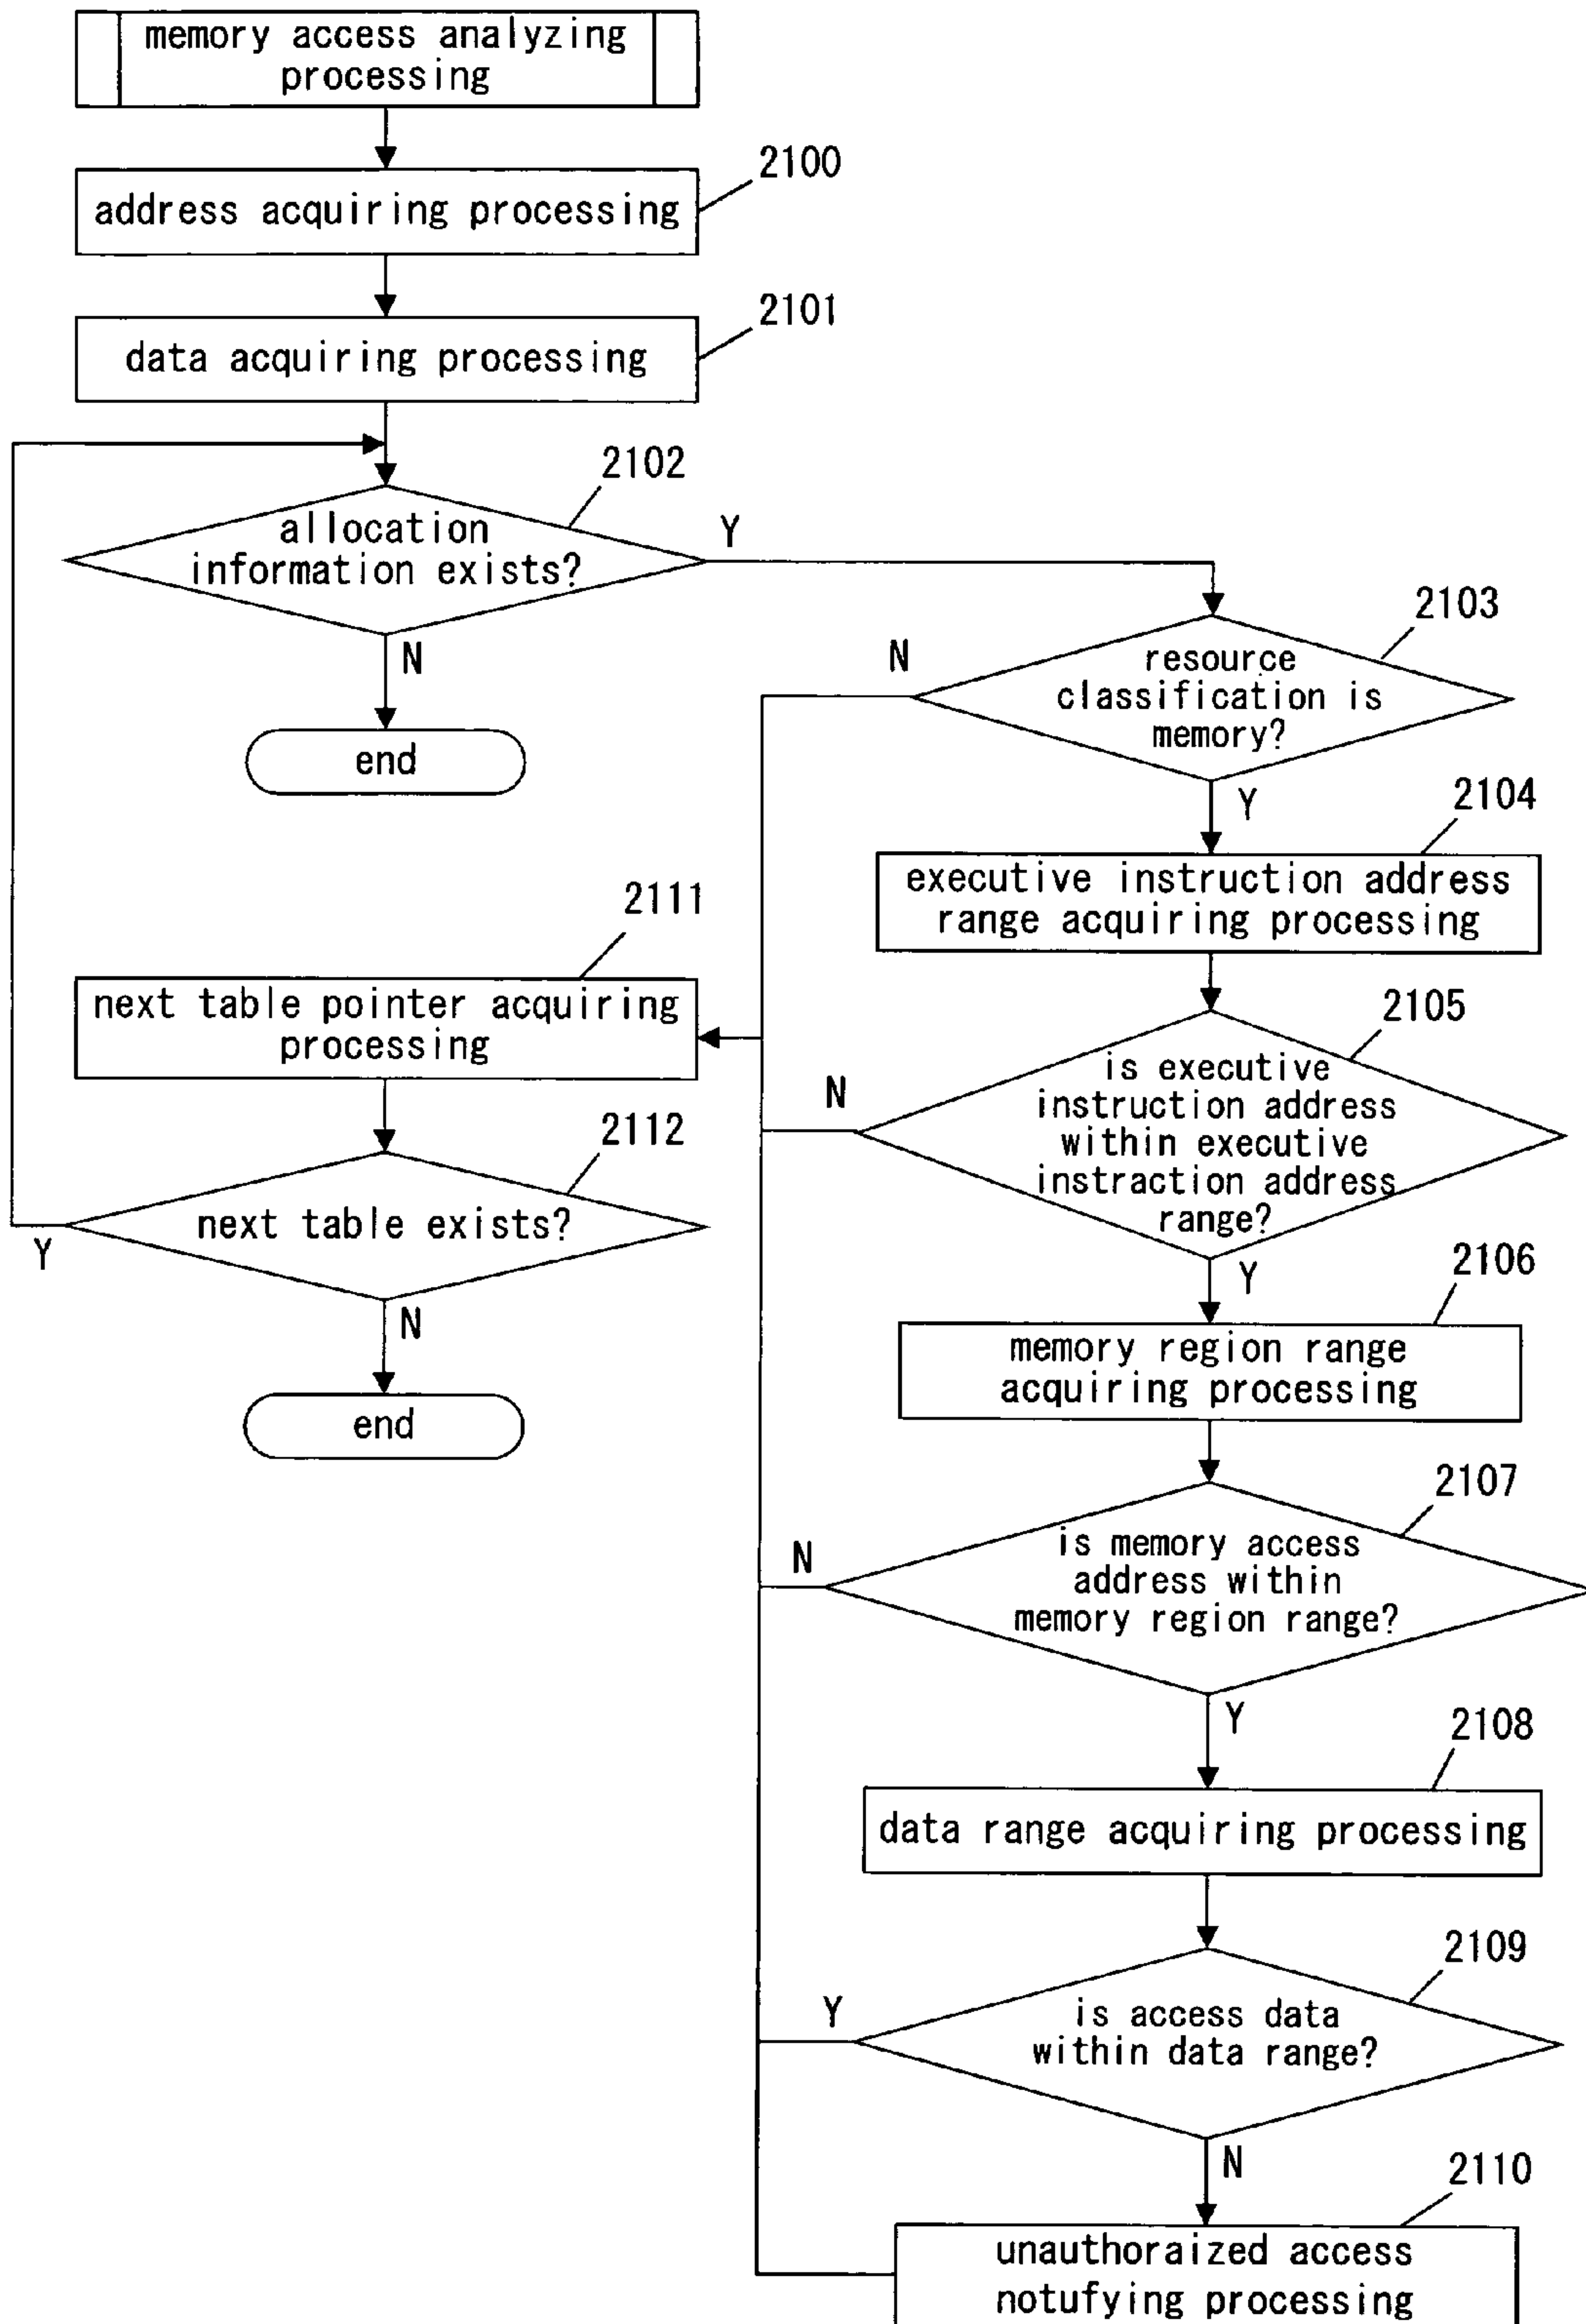 memory access analyzing
processing
2100
address acquiring processing
2101
data acquiring processing
2102
allocation
information exists?
Y
N
end
2103
resource
classification is
memory?
N
Y
2104
executive instruction address
range acquiring processing
2111
next table pointer acquiring
processing
2105
is executive
instruction address
within executive
instraction address
range?
N
Y
2112
next table exists?
Y
N
end
2106
memory region range
acquiring processing
2107
is memory access
address within
memory region range?
N
Y
2108
data range acquiring processing
2109
is access data
within data range?
Y
N
2110
unauthoraized access
notufying processing